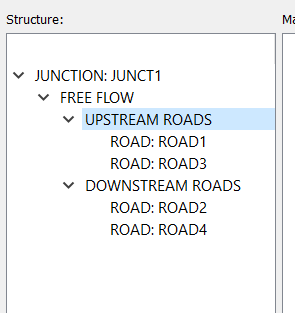 Structure:
Ma
JUNCTION: JUNCT1
FREE FLOW
UPSTREAM ROADS
ROAD: ROAD1
ROAD: ROAD3
DOWNSTREAM ROADS
ROAD: ROAD2
ROAD: ROAD4